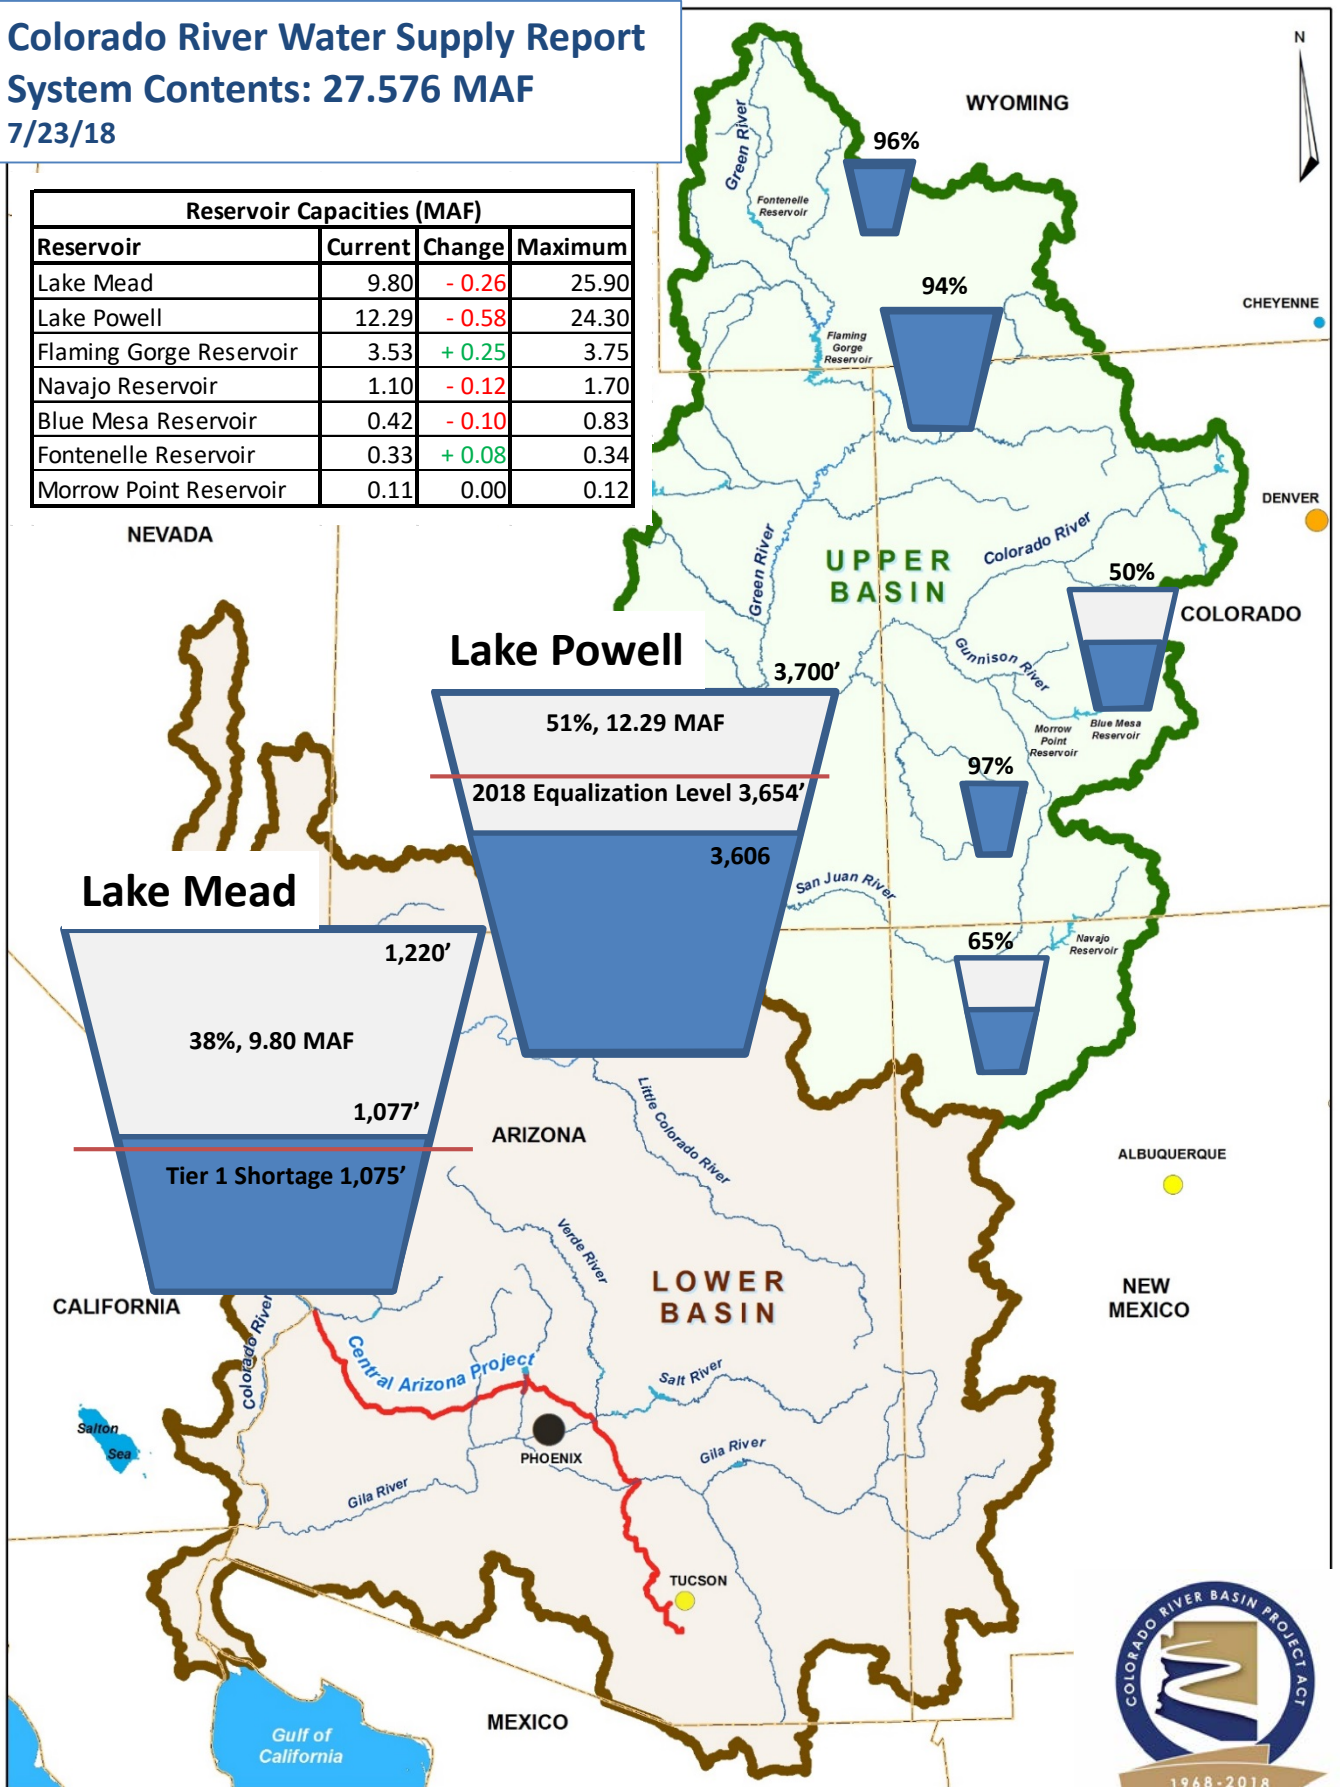 Colorado River Water Supply Report
System Contents: 27.576 MAF
7/23/18
Reservoir Capacities (MAF)
Reservoir Current Change Maximum
Lake Mead 9.80 - 0.26 25.90
Lake Powell 12.29 - 0.58 24.30
Flaming Gorge Reservoir 3.53 + 0.25 3.75
Navajo Reservoir 1.10 - 0.12 1.70
Blue Mesa Reservoir 0.42 - 0.10 0.83
Fontenelle Reservoir 0.33 + 0.08 0.34
Morrow Point Reservoir 0.11 0.00 0.12
N
WYOMING
96%
Green River
Fontenelle
Reservoir
94%
CHEYENNE
Flaming
Gorge
Reservoir
DENVER
NEVADA
Green River
UPPER
BASIN
Colorado River
50%
COLORADO
Gunnison River
Morrow
Point
Reservoir
Blue Mesa
Reservoir
Lake Powell
3,700’
51%, 12.29 MAF
2018 Equalization Level 3,654’
3,606
97%
San Juan River
65%
Navajo
Reservoir
Lake Mead
1,220’
38%, 9.80 MAF
1,077’
Tier 1 Shortage 1,075’
ARIZONA
Little Colorado River
ALBUQUERQUE
Verde River
LOWER
BASIN
NEW
MEXICO
CALIFORNIA
Colorado River
Central Arizona Project
Salt River
Salton
Sea
PHOENIX
Gila River
Gila River
TUCSON
MEXICO
Gulf of
California
COLORADO RIVER BASIN PROJECT ACT
1968-2018